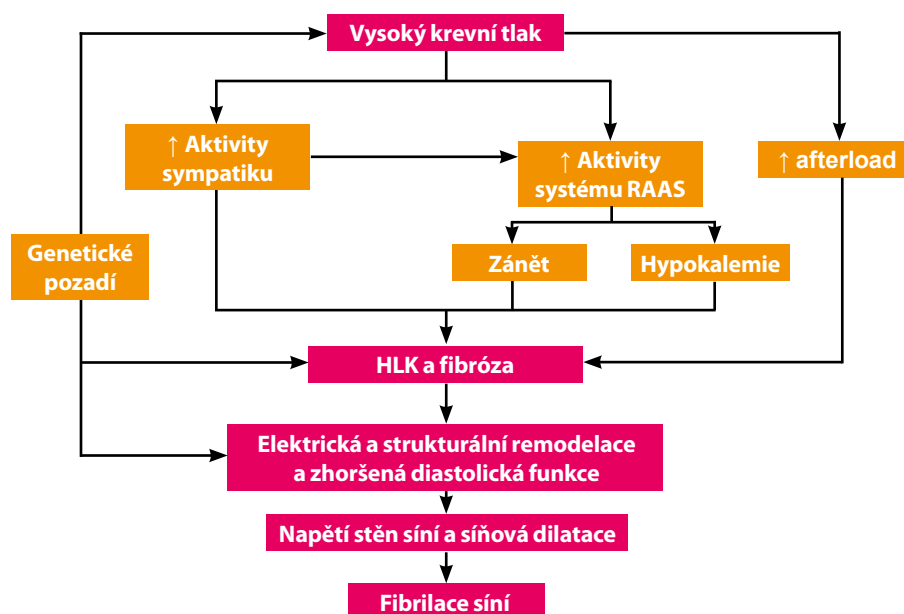 Vysoký krevní tlak
↑ Aktivity
sympatiku
↑ Aktivity
systému RAAS
↑ afterload
Genetické
pozadí
Zánět
Hypokalemie
HLK a fibróza
Elektrická a strukturální remodelace
a zhoršená diastolická funkce
Napětí stěn síní a síňová dilatace
Fibrilace síní